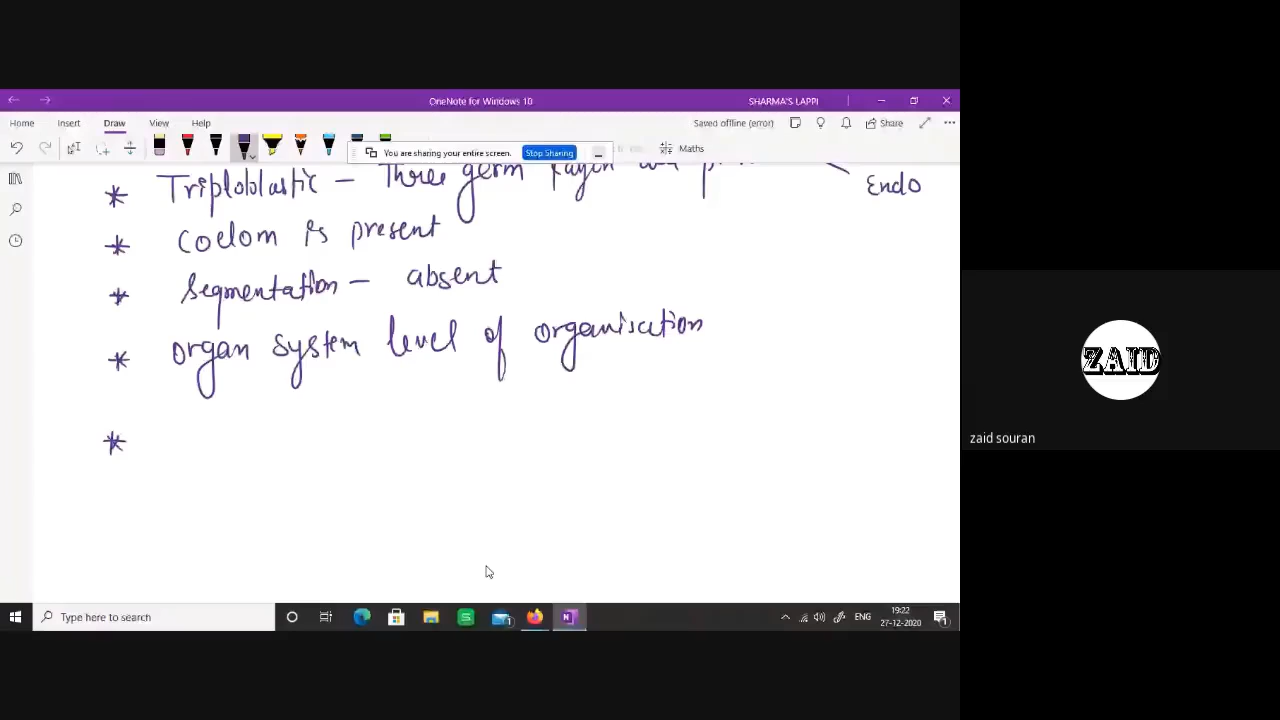 OneNote for Windows 10
SHARMA'S LAPPI
Home Insert Draw View Help
Saved offline (error)
Share
You are sharing your entire screen.
Stop Sharing
Maths
* Triploblastic - Three germ
Endo
* Coelom is present
* Segmentation - absent
* Organ system level of organisation
*
ZAID
zaid souran
Type here to search
ENG
19:22
27-12-2020